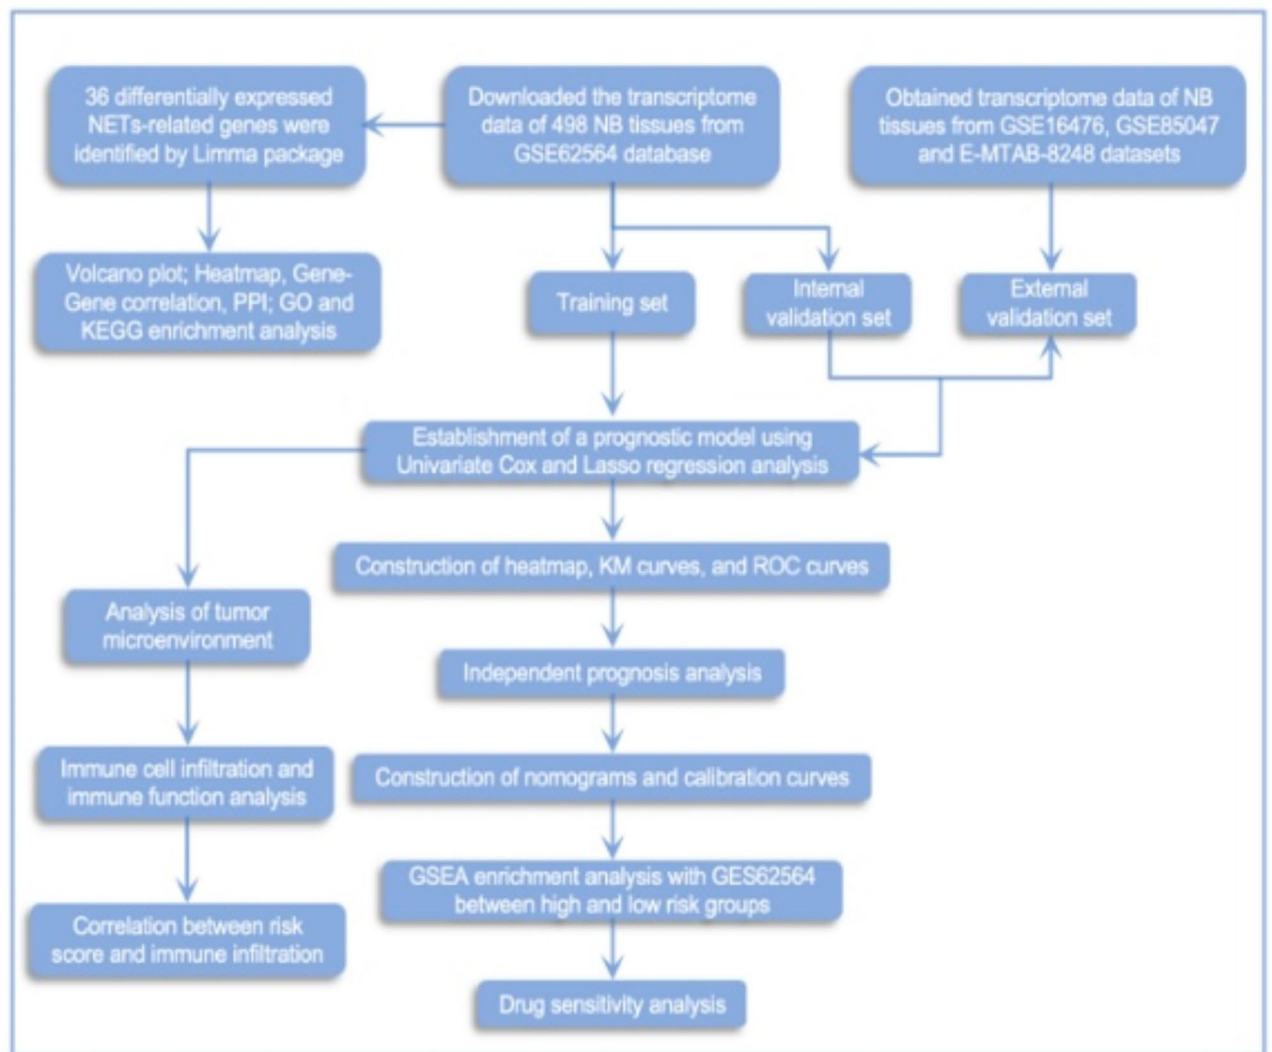 36 differentially expressed
NETs-related genes were
identified by Limma package
Downloaded the transcriptome
data of 498 NB tissues from
GSE62564 database
Obtained transcriptome data of NB
tissues from GSE16476, GSE85047
and E-MTAB-8248 datasets
Volcano plot; Heatmap, Gene-
Gene correlation, PPI; GO and
KEGG enrichment analysis
Training set
Internal
validation set
External
validation set
Establishment of a prognostic model using
Univariate Cox and Lasso regression analysis
Construction of heatmap, KM curves, and ROC curves
Analysis of tumor
microenvironment
Independent prognosis analysis
Immune cell infiltration and
immune function analysis
Construction of nomograms and calibration curves
GSEA enrichment analysis with GES62564
between high and low risk groups
Correlation between risk
score and immune infiltration
Drug sensitivity analysis